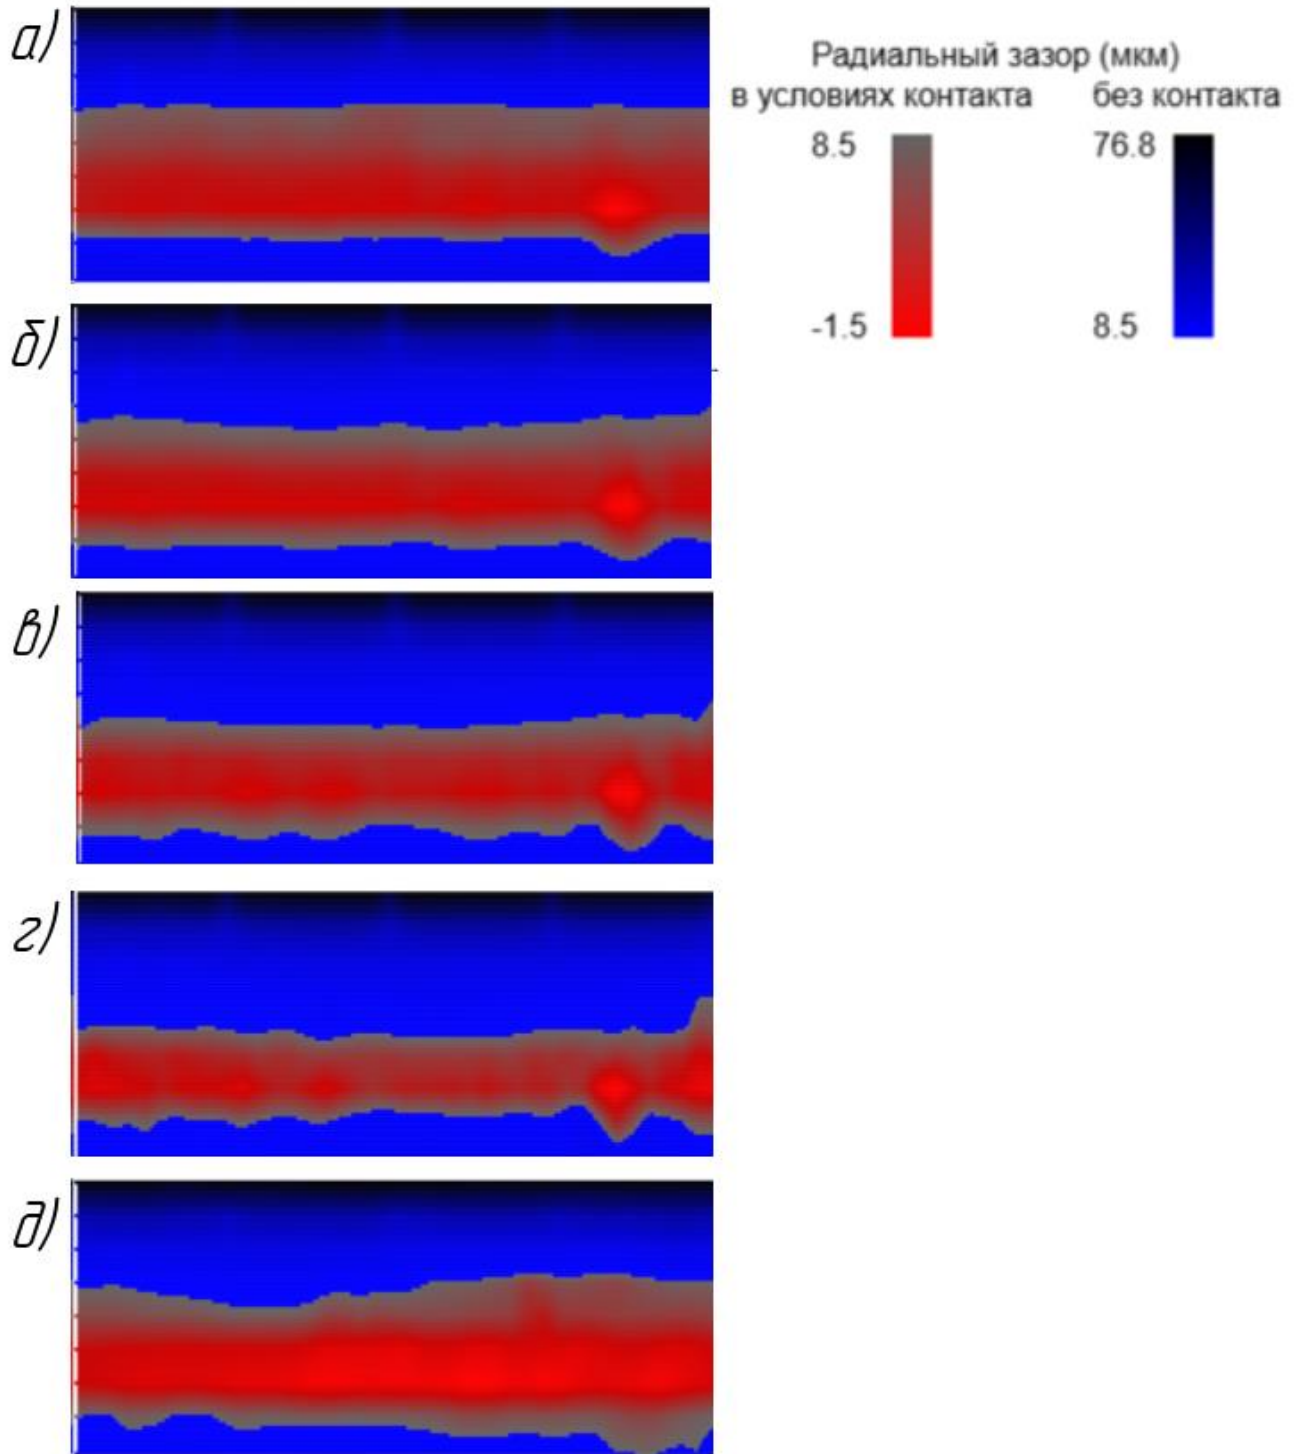 а)
Радиальный зазор (мкм)
в условиях контакта без контакта
8.5 76.8
-1.5 8.5
б)
в)
г)
д)